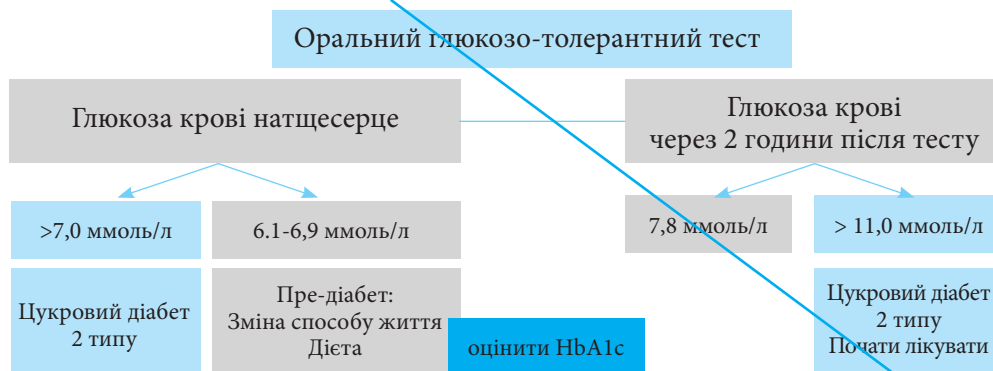 Оральний глюкозо-толерантний тест
Глюкоза крові натщесерце
Глюкоза крові
через 2 години після тесту
>7,0 ммоль/л
6.1-6,9 ммоль/л
7,8 ммоль/л
> 11,0 ммоль/л
Цукровий діабет
2 типу
Пре-діабет:
Зміна способу життя
Дієта
оцінити HbA1c
Цукровий діабет
2 типу
Почати лікувати